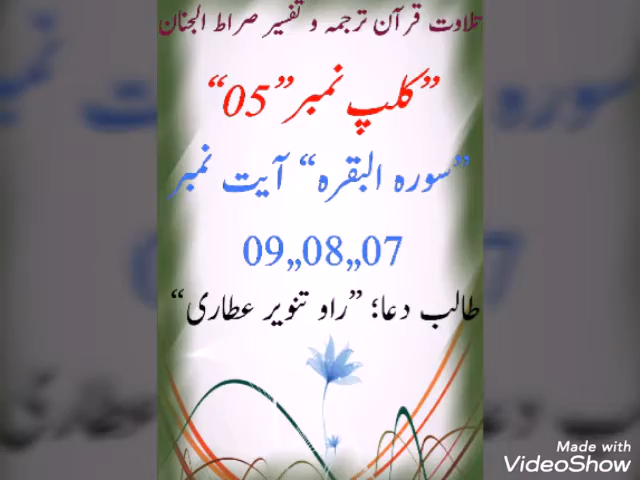 تلاوت قرآن ترجمہ و تفسیر صراط الجنان
”کلپ نمبر”05“
”سورہ البقرہ“ آیت نمبر
09,,08,,07
طالب دعا؛ ”راو تنویر عطاری“
Made with
VideoShow